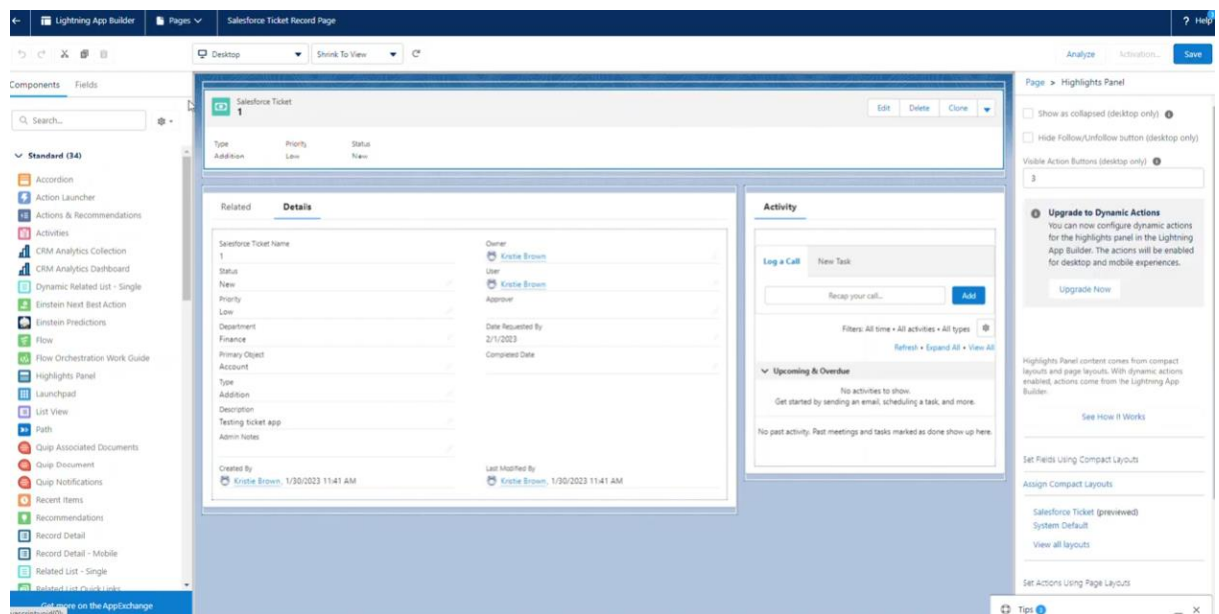 Lightning App Builder
Pages
Salesforce Ticket Record Page
? Help
Desktop
Shrink To View
Analyze
Activation...
Save
Components
Fields
Search...
Standard (34)
Accordion
Action Launcher
Actions & Recommendations
Activities
CRM Analytics Collection
CRM Analytics Dashboard
Dynamic Related List - Single
Einstein Next Best Action
Einstein Predictions
Flow
Flow Orchestration Work Guide
Highlights Panel
Launchpad
List View
Path
Quip Associated Documents
Quip Document
Quip Notifications
Recent Items
Recommendations
Record Detail
Record Detail - Mobile
Related List - Single
Related List Quick Links
Get more on the AppExchange
Salesforce Ticket
1
Edit
Delete
Clone
Type Priority Status
Addition Low New
Related
Details
Salesforce Ticket Name
1
Status
New
Priority
Low
Department
Finance
Primary Object
Account
Type
Addition
Description
Testing ticket app
Admin Notes
Created By
Kristie Brown, 1/30/2023 11:41 AM
Owner
Kristie Brown
User
Kristie Brown
Approver
Date Requested By
2/1/2023
Completed Date
Last Modified By
Kristie Brown, 1/30/2023 11:41 AM
Activity
Log a Call
New Task
Recap your call...
Add
Filters: All time • All activities • All types
Refresh • Expand All • View All
Upcoming & Overdue
No activities to show.
Get started by sending an email, scheduling a task, and more.
No past activity. Past meetings and tasks marked as done show up here.
Page > Highlights Panel
Show as collapsed (desktop only)
Hide Follow/Unfollow button (desktop only)
Visible Action Buttons (desktop only)
3
Upgrade to Dynamic Actions
You can now configure dynamic actions
for the highlights panel in the Lightning
App Builder. The actions will be enabled
for desktop and mobile experiences.
Upgrade Now
Highlights Panel content comes from compact
layouts and page layouts. With dynamic actions
enabled, actions come from the Lightning App
Builder.
See How It Works
Set Fields Using Compact Layouts
Assign Compact Layouts
Salesforce Ticket (previewed)
System Default
View all layouts
Set Actions Using Page Layouts
Tips